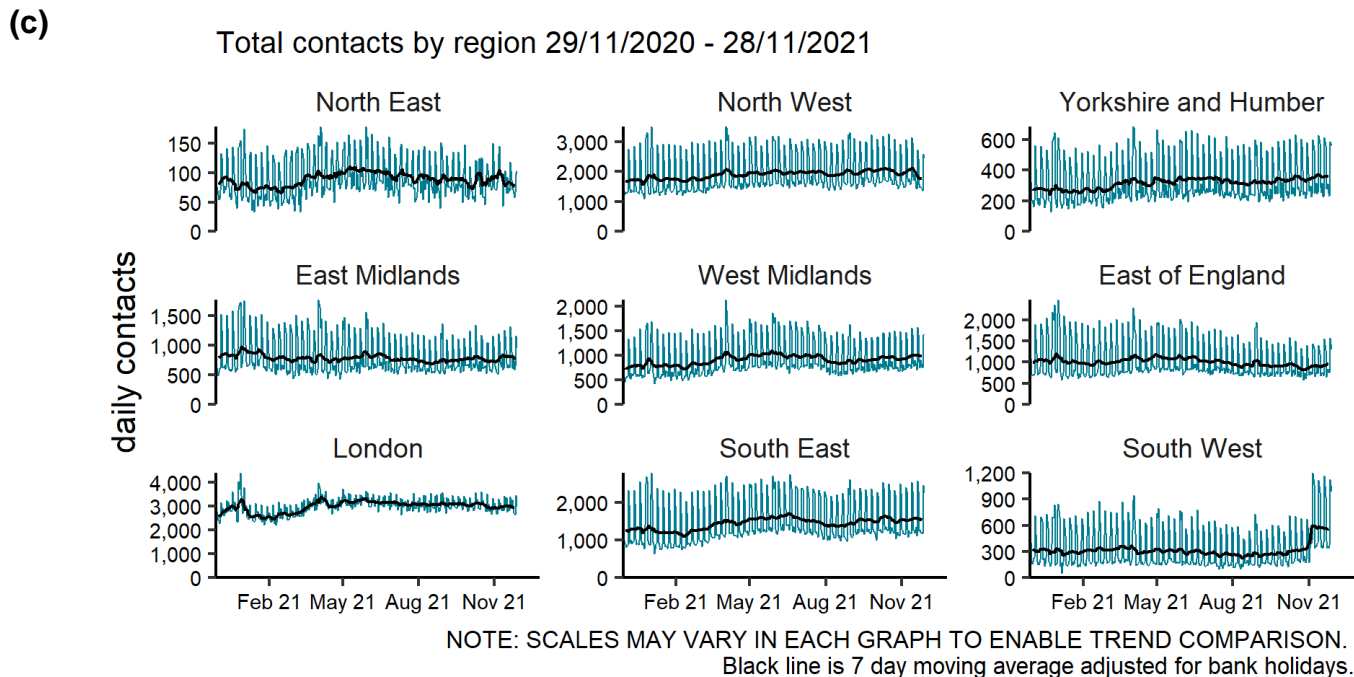 (c)
Total contacts by region 29/11/2020 - 28/11/2021
daily contacts
North East
150
100
50
0
North West
3,000
2,000
1,000
0
Yorkshire and Humber
600
400
200
0
East Midlands
1,500
1,000
500
0
West Midlands
2,000
1,500
1,000
500
0
East of England
2,000
1,500
1,000
500
0
London
4,000
3,000
2,000
1,000
0
Feb 21 May 21 Aug 21 Nov 21
South East
2,000
1,000
0
Feb 21 May 21 Aug 21 Nov 21
South West
1,200
900
600
300
0
Feb 21 May 21 Aug 21 Nov 21
NOTE: SCALES MAY VARY IN EACH GRAPH TO ENABLE TREND COMPARISON.
Black line is 7 day moving average adjusted for bank holidays.